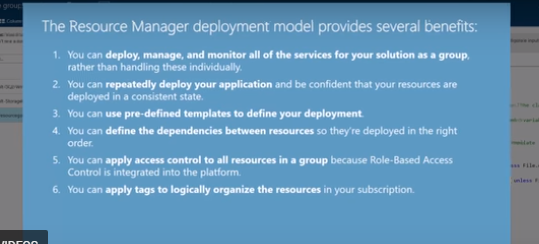 The Resource Manager deployment model provides several benefits:
1. You can deploy, manage, and monitor all of the services for your solution as a group,
rather than handling these individually.
2. You can repeatedly deploy your application and be confident that your resources are
deployed in a consistent state.
3. You can use pre-defined templates to define your deployment.
4. You can define the dependencies between resources so they're deployed in the right
order.
5. You can apply access control to all resources in a group because Role-Based Access
Control is integrated into the platform.
6. You can apply tags to logically organize the resources in your subscription.